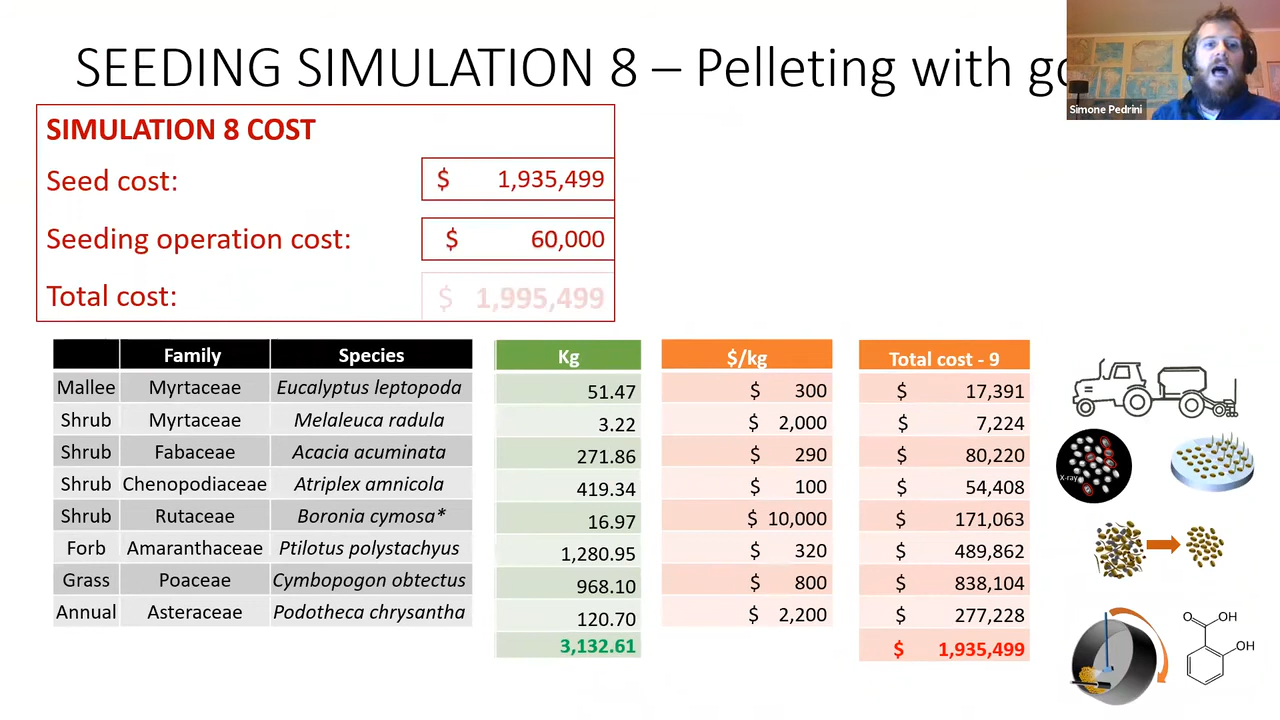 SEEDING SIMULATION 8 – Pelleting with
Simone Pedrini
SIMULATION 8 COST
Seed cost: $ 1,935,499
Seeding operation cost: $ 60,000
Total cost: $ 1,995,499
Family Species Kg $/kg Total cost - 9
Mallee Myrtaceae Eucalyptus leptopoda 51.47 $ 300 $ 17,391
Shrub Myrtaceae Melaleuca radula 3.22 $ 2,000 $ 7,224
Shrub Fabaceae Acacia acuminata 271.86 $ 290 $ 80,220
Shrub Chenopodiaceae Atriplex amnicola 419.34 $ 100 $ 54,408
Shrub Rutaceae Boronia cymosa* 16.97 $ 10,000 $ 171,063
Forb Amaranthaceae Ptilotus polystachyus 1,280.95 $ 320 $ 489,862
Grass Poaceae Cymbopogon obtectus 968.10 $ 800 $ 838,104
Annual Asteraceae Podotheca chrysantha 120.70 $ 2,200 $ 277,228
3,132.61 $ 1,935,499
X-ray
O OH
OH